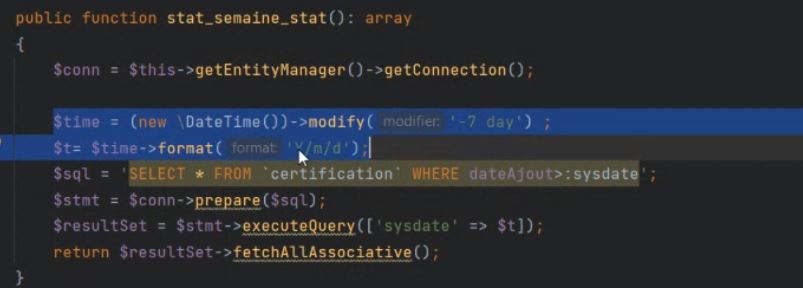 public function stat_semaine_stat(): array
{
$conn = $this->getEntityManager()->getConnection();
$time = (new \DateTime())->modify( modifier: '-7 day') ;
$t= $time->format( format: 'Y/m/d');
$sql = 'SELECT * FROM `certification` WHERE dateAjout>:sysdate';
$stmt = $conn->prepare($sql);
$resultSet = $stmt->executeQuery(['sysdate' => $t]);
return $resultSet->fetchAllAssociative();
}